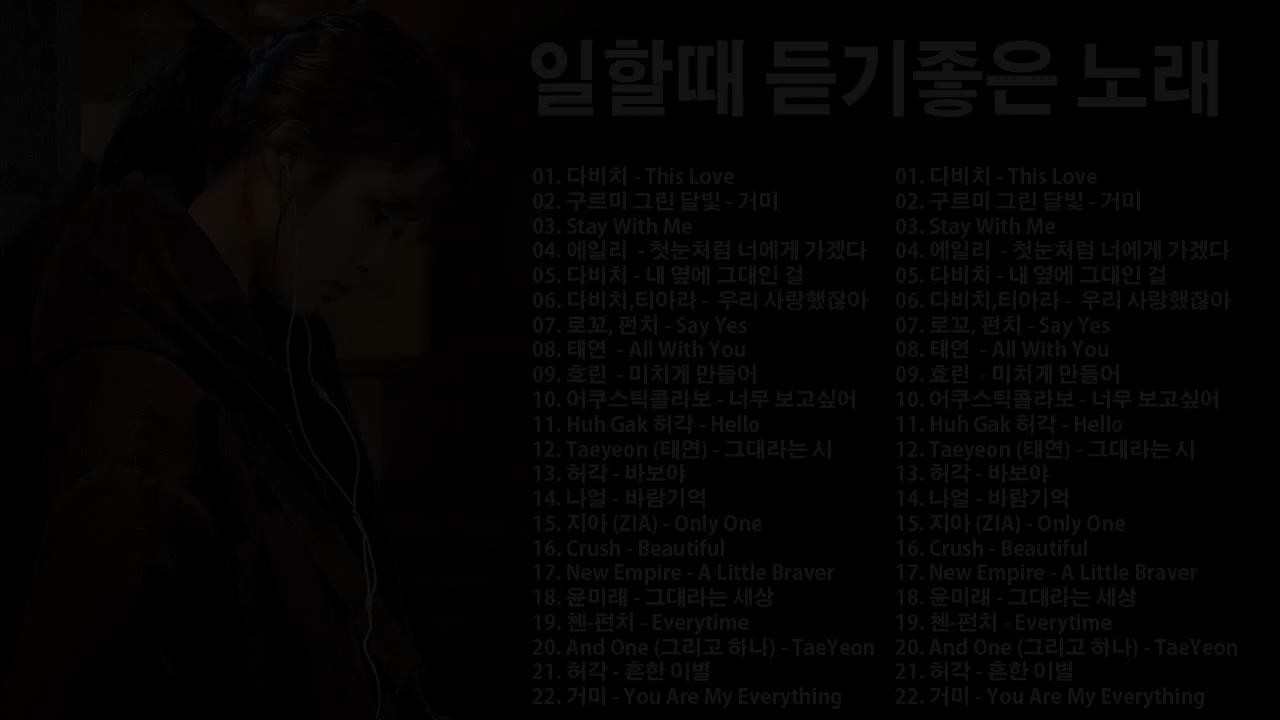 일할때 듣기좋은 노래
01. 다비치 - This Love
02. 구르미 그린 달빛 - 거미
03. Stay With Me
04. 에일리 - 첫눈처럼 너에게 가겠다
05. 다비치 - 내 옆에 그대인 걸
06. 다비치,티아라 - 우리 사랑했잖아
07. 로꼬, 펀치 - Say Yes
08. 태연 - All With You
09. 효린 - 미치게 만들어
10. 어쿠스틱콜라보 - 너무 보고싶어
11. Huh Gak 허각 - Hello
12. Taeyeon (태연) - 그대라는 시
13. 허각 - 바보야
14. 나얼 - 바람기억
15. 지아 (ZIA) - Only One
16. Crush - Beautiful
17. New Empire - A Little Braver
18. 윤미래 - 그대라는 세상
19. 첸-펀치 - Everytime
20. And One (그리고 하나) - TaeYeon
21. 허각 - 흔한 이별
22. 거미 - You Are My Everything
01. 다비치 - This Love
02. 구르미 그린 달빛 - 거미
03. Stay With Me
04. 에일리 - 첫눈처럼 너에게 가겠다
05. 다비치 - 내 옆에 그대인 걸
06. 다비치,티아라 - 우리 사랑했잖아
07. 로꼬, 펀치 - Say Yes
08. 태연 - All With You
09. 효린 - 미치게 만들어
10. 어쿠스틱콜라보 - 너무 보고싶어
11. Huh Gak 허각 - Hello
12. Taeyeon (태연) - 그대라는 시
13. 허각 - 바보야
14. 나얼 - 바람기억
15. 지아 (ZIA) - Only One
16. Crush - Beautiful
17. New Empire - A Little Braver
18. 윤미래 - 그대라는 세상
19. 첸-펀치 - Everytime
20. And One (그리고 하나) - TaeYeon
21. 허각 - 흔한 이별
22. 거미 - You Are My Everything